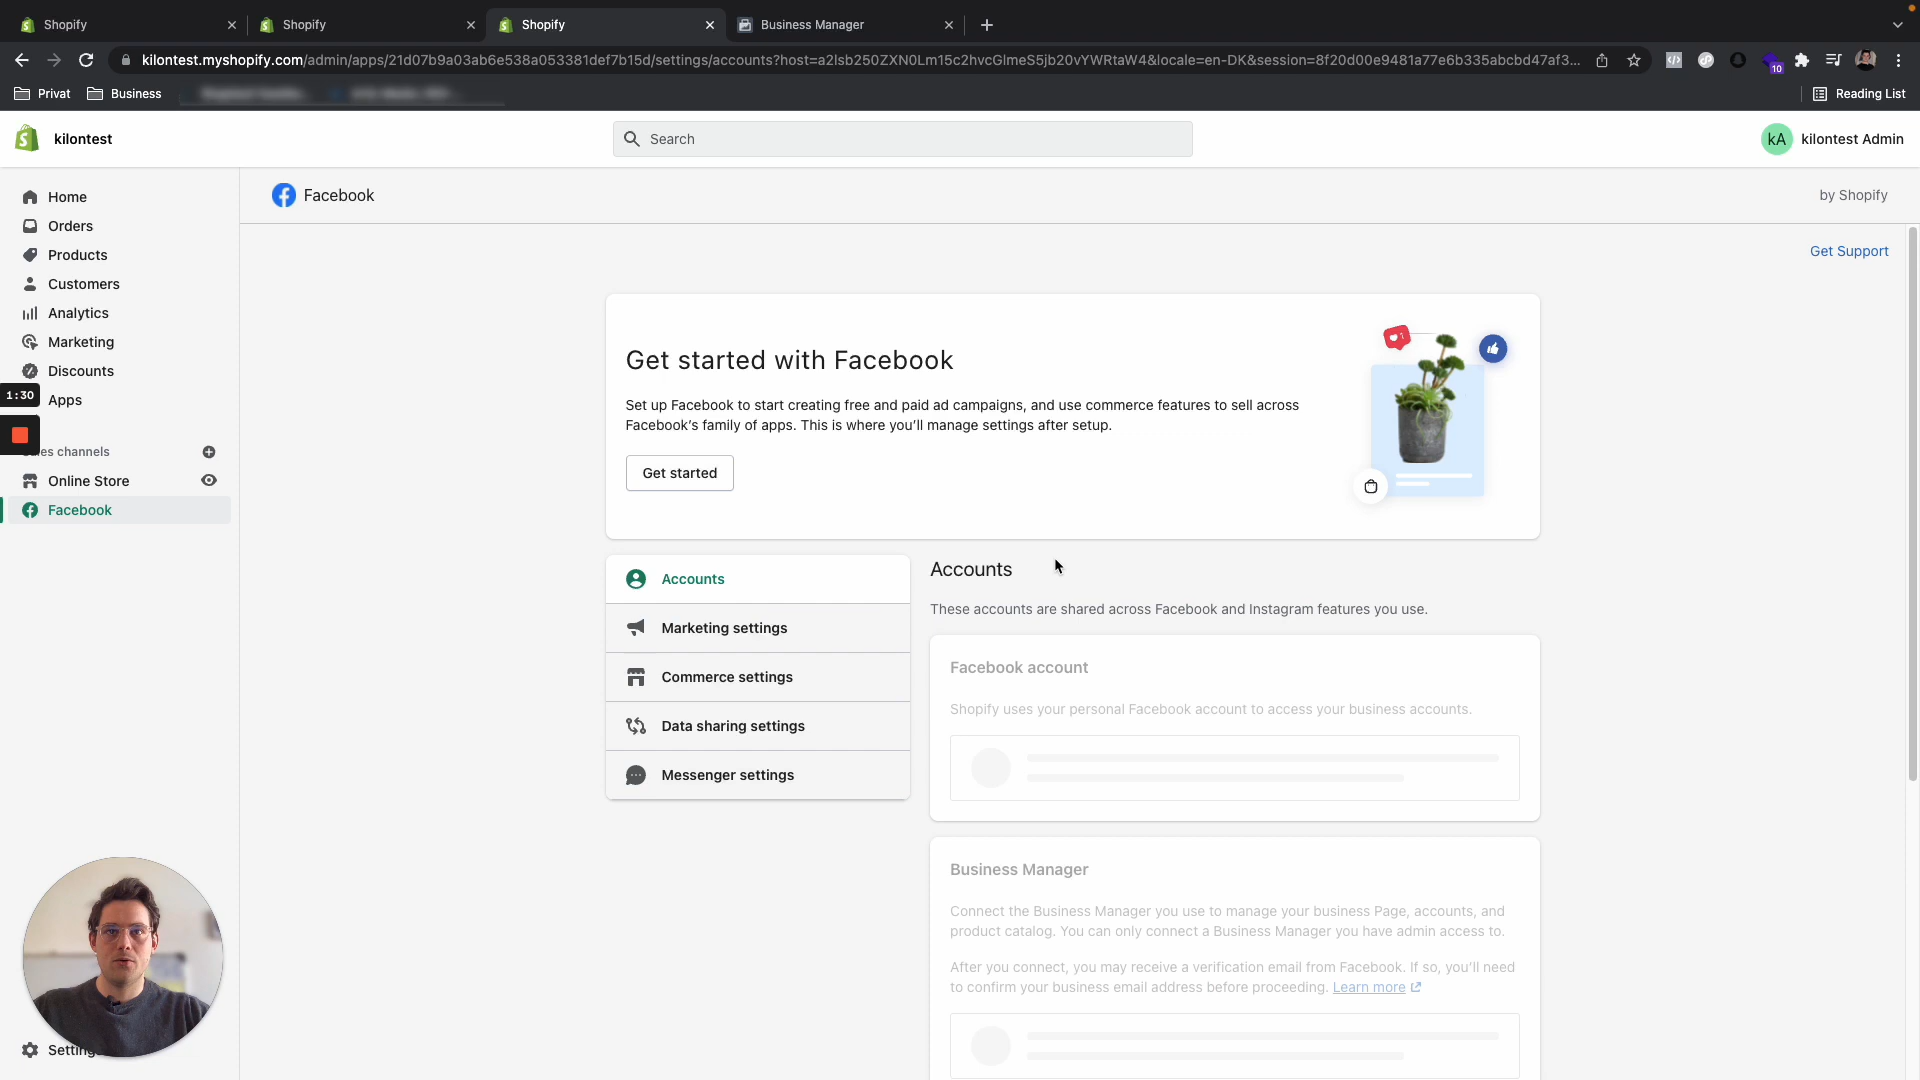 Shopify
Shopify
Shopify
Business Manager
kilontest.myshopify.com/admin/apps/21d07b9a03ab6e538a053381def7b15d/settings/accounts?host=a2lsb250ZXN0Lm15c2hvcGlmeS5jb20vYWRtaW4&locale=en-DK&session=8f20d00e9481a77e6b335abcbd47af3...
10
Privat
Business
Reading List
kilontest
Search
kA
kilontest Admin
Home
Orders
Products
Customers
Analytics
Marketing
Discounts
1:30
Apps
les channels
Online Store
Facebook
Settings
Facebook
by Shopify
Get Support
Get started with Facebook
Set up Facebook to start creating free and paid ad campaigns, and use commerce features to sell across
Facebook's family of apps. This is where you'll manage settings after setup.
Get started
1
Accounts
Marketing settings
Commerce settings
Data sharing settings
Messenger settings
Accounts
These accounts are shared across Facebook and Instagram features you use.
Facebook account
Shopify uses your personal Facebook account to access your business accounts.
Business Manager
Connect the Business Manager you use to manage your business Page, accounts, and
product catalog. You can only connect a Business Manager you have admin access to.
After you connect, you may receive a verification email from Facebook. If so, you'll need
to confirm your business email address before proceeding. Learn more